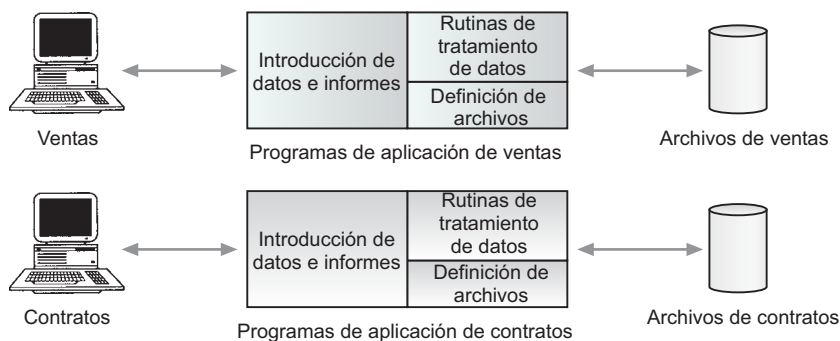 Introducción de
datos e informes
Rutinas de
tratamiento
de datos
Definición de
archivos
Ventas
Programas de aplicación de ventas
Archivos de ventas
Introducción de
datos e informes
Rutinas de
tratamiento
de datos
Definición de
archivos
Contratos
Programas de aplicación de contratos
Archivos de contratos